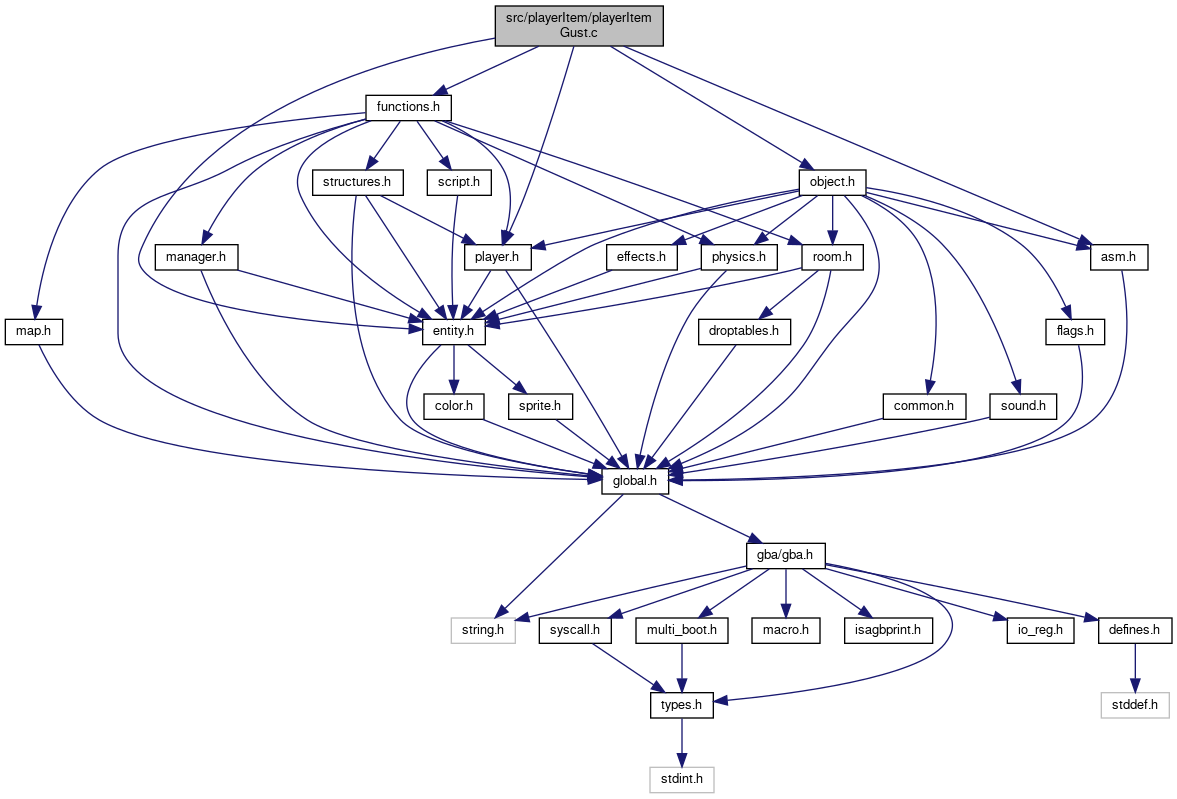 src/playerItem/playerItem
Gust.c
functions.h
structures.h
script.h
object.h
manager.h
player.h
effects.h
physics.h
room.h
asm.h
map.h
entity.h
droptables.h
flags.h
color.h
sprite.h
common.h
sound.h
global.h
gba/gba.h
string.h
syscall.h
multi_boot.h
macro.h
isagbprint.h
io_reg.h
defines.h
types.h
stddef.h
stdint.h